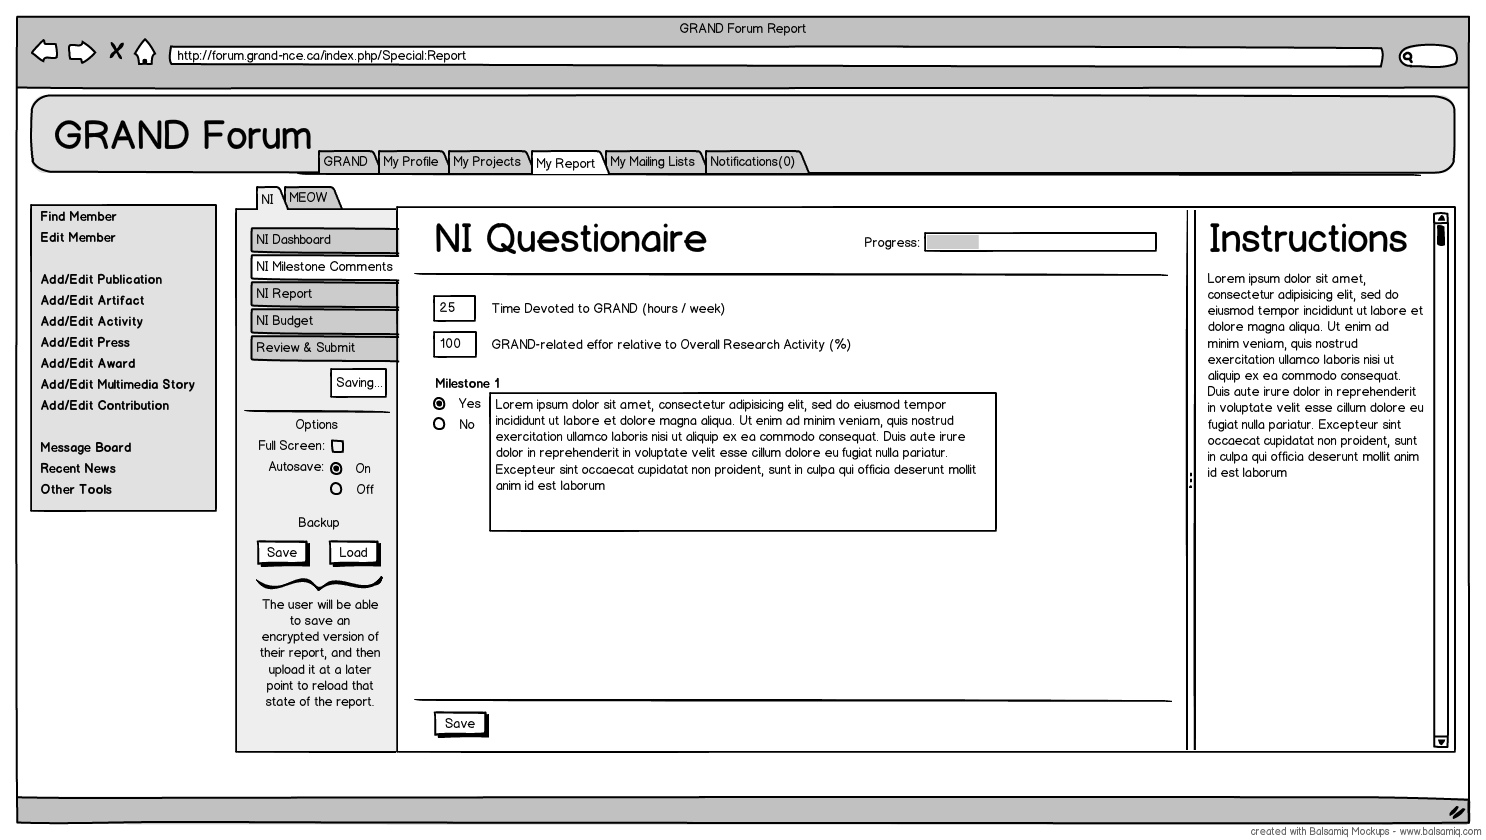 GRAND Forum Report
http://forum.grand-nce.ca/index.php/Special:Report
GRAND Forum
GRAND
My Profile
My Projects
My Report
My Mailing Lists
Notifications(0)
Find Member
Edit Member
Add/Edit Publication
Add/Edit Artifact
Add/Edit Activity
Add/Edit Press
Add/Edit Award
Add/Edit Multimedia Story
Add/Edit Contribution
Message Board
Recent News
Other Tools
NI
MEOW
NI Dashboard
NI Milestone Comments
NI Report
NI Budget
Review & Submit
Saving...
Options
Full Screen:
Autosave:
On
Off
Backup
Save
Load
The user will be able
to save an
encrypted version of
their report, and then
upload it at a later
point to reload that
state of the report.
NI Questionaire
Progress:
25
Time Devoted to GRAND (hours / week)
100
GRAND-related effor relative to Overall Research Activity (%)
Milestone 1
Yes
No
Lorem ipsum dolor sit amet, consectetur adipisicing elit, sed do eiusmod tempor
incididunt ut labore et dolore magna aliqua. Ut enim ad minim veniam, quis nostrud
exercitation ullamco laboris nisi ut aliquip ex ea commodo consequat. Duis aute irure
dolor in reprehenderit in voluptate velit esse cillum dolore eu fugiat nulla pariatur.
Excepteur sint occaecat cupidatat non proident, sunt in culpa qui officia deserunt mollit
anim id est laborum
Save
Instructions
Lorem ipsum dolor sit amet,
consectetur adipisicing elit, sed do
eiusmod tempor incididunt ut labore et
dolore magna aliqua. Ut enim ad
minim veniam, quis nostrud
exercitation ullamco laboris nisi ut
aliquip ex ea commodo consequat.
Duis aute irure dolor in reprehenderit
in voluptate velit esse cillum dolore eu
fugiat nulla pariatur. Excepteur sint
occaecat cupidatat non proident, sunt
in culpa qui officia deserunt mollit anim
id est laborum
created with Balsamiq Mockups - www.balsamiq.com